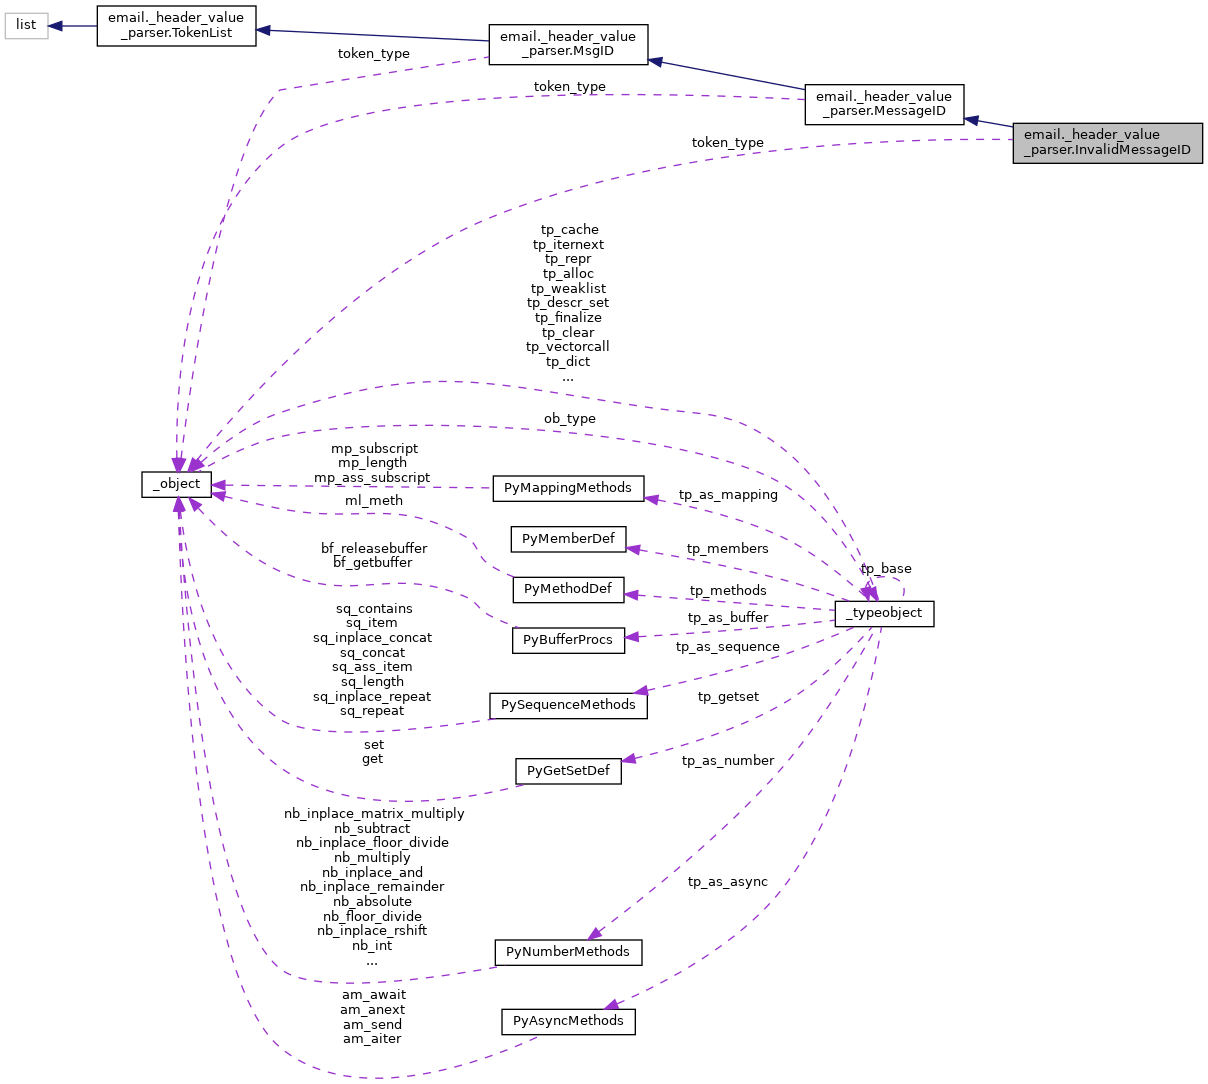 list
email._header_value
_parser.TokenList
email._header_value
_parser.MsgID
token_type
token_type
email._header_value
_parser.MessageID
email._header_value
_parser.InvalidMessageID
token_type
tp_cache
tp_iternext
tp_repr
tp_alloc
tp_weaklist
tp_descr_set
tp_finalize
tp_clear
tp_vectorcall
tp_dict
...
ob_type
mp_subscript
mp_length
mp_ass_subscript
_object
PyMappingMethods
tp_as_mapping
ml_meth
PyMemberDef
tp_members
bf_releasebuffer
bf_getbuffer
tp_base
PyMethodDef
tp_methods
_typeobject
tp_as_buffer
PyBufferProcs
tp_as_sequence
sq_contains
sq_item
sq_inplace_concat
sq_concat
sq_ass_item
sq_length
sq_inplace_repeat
sq_repeat
PySequenceMethods
tp_getset
set
get
PyGetSetDef
tp_as_number
nb_inplace_matrix_multiply
nb_subtract
nb_inplace_floor_divide
nb_multiply
nb_inplace_and
nb_inplace_remainder
nb_absolute
nb_floor_divide
nb_inplace_rshift
nb_int
...
tp_as_async
PyNumberMethods
am_await
am_anext
am_send
am_aiter
PyAsyncMethods